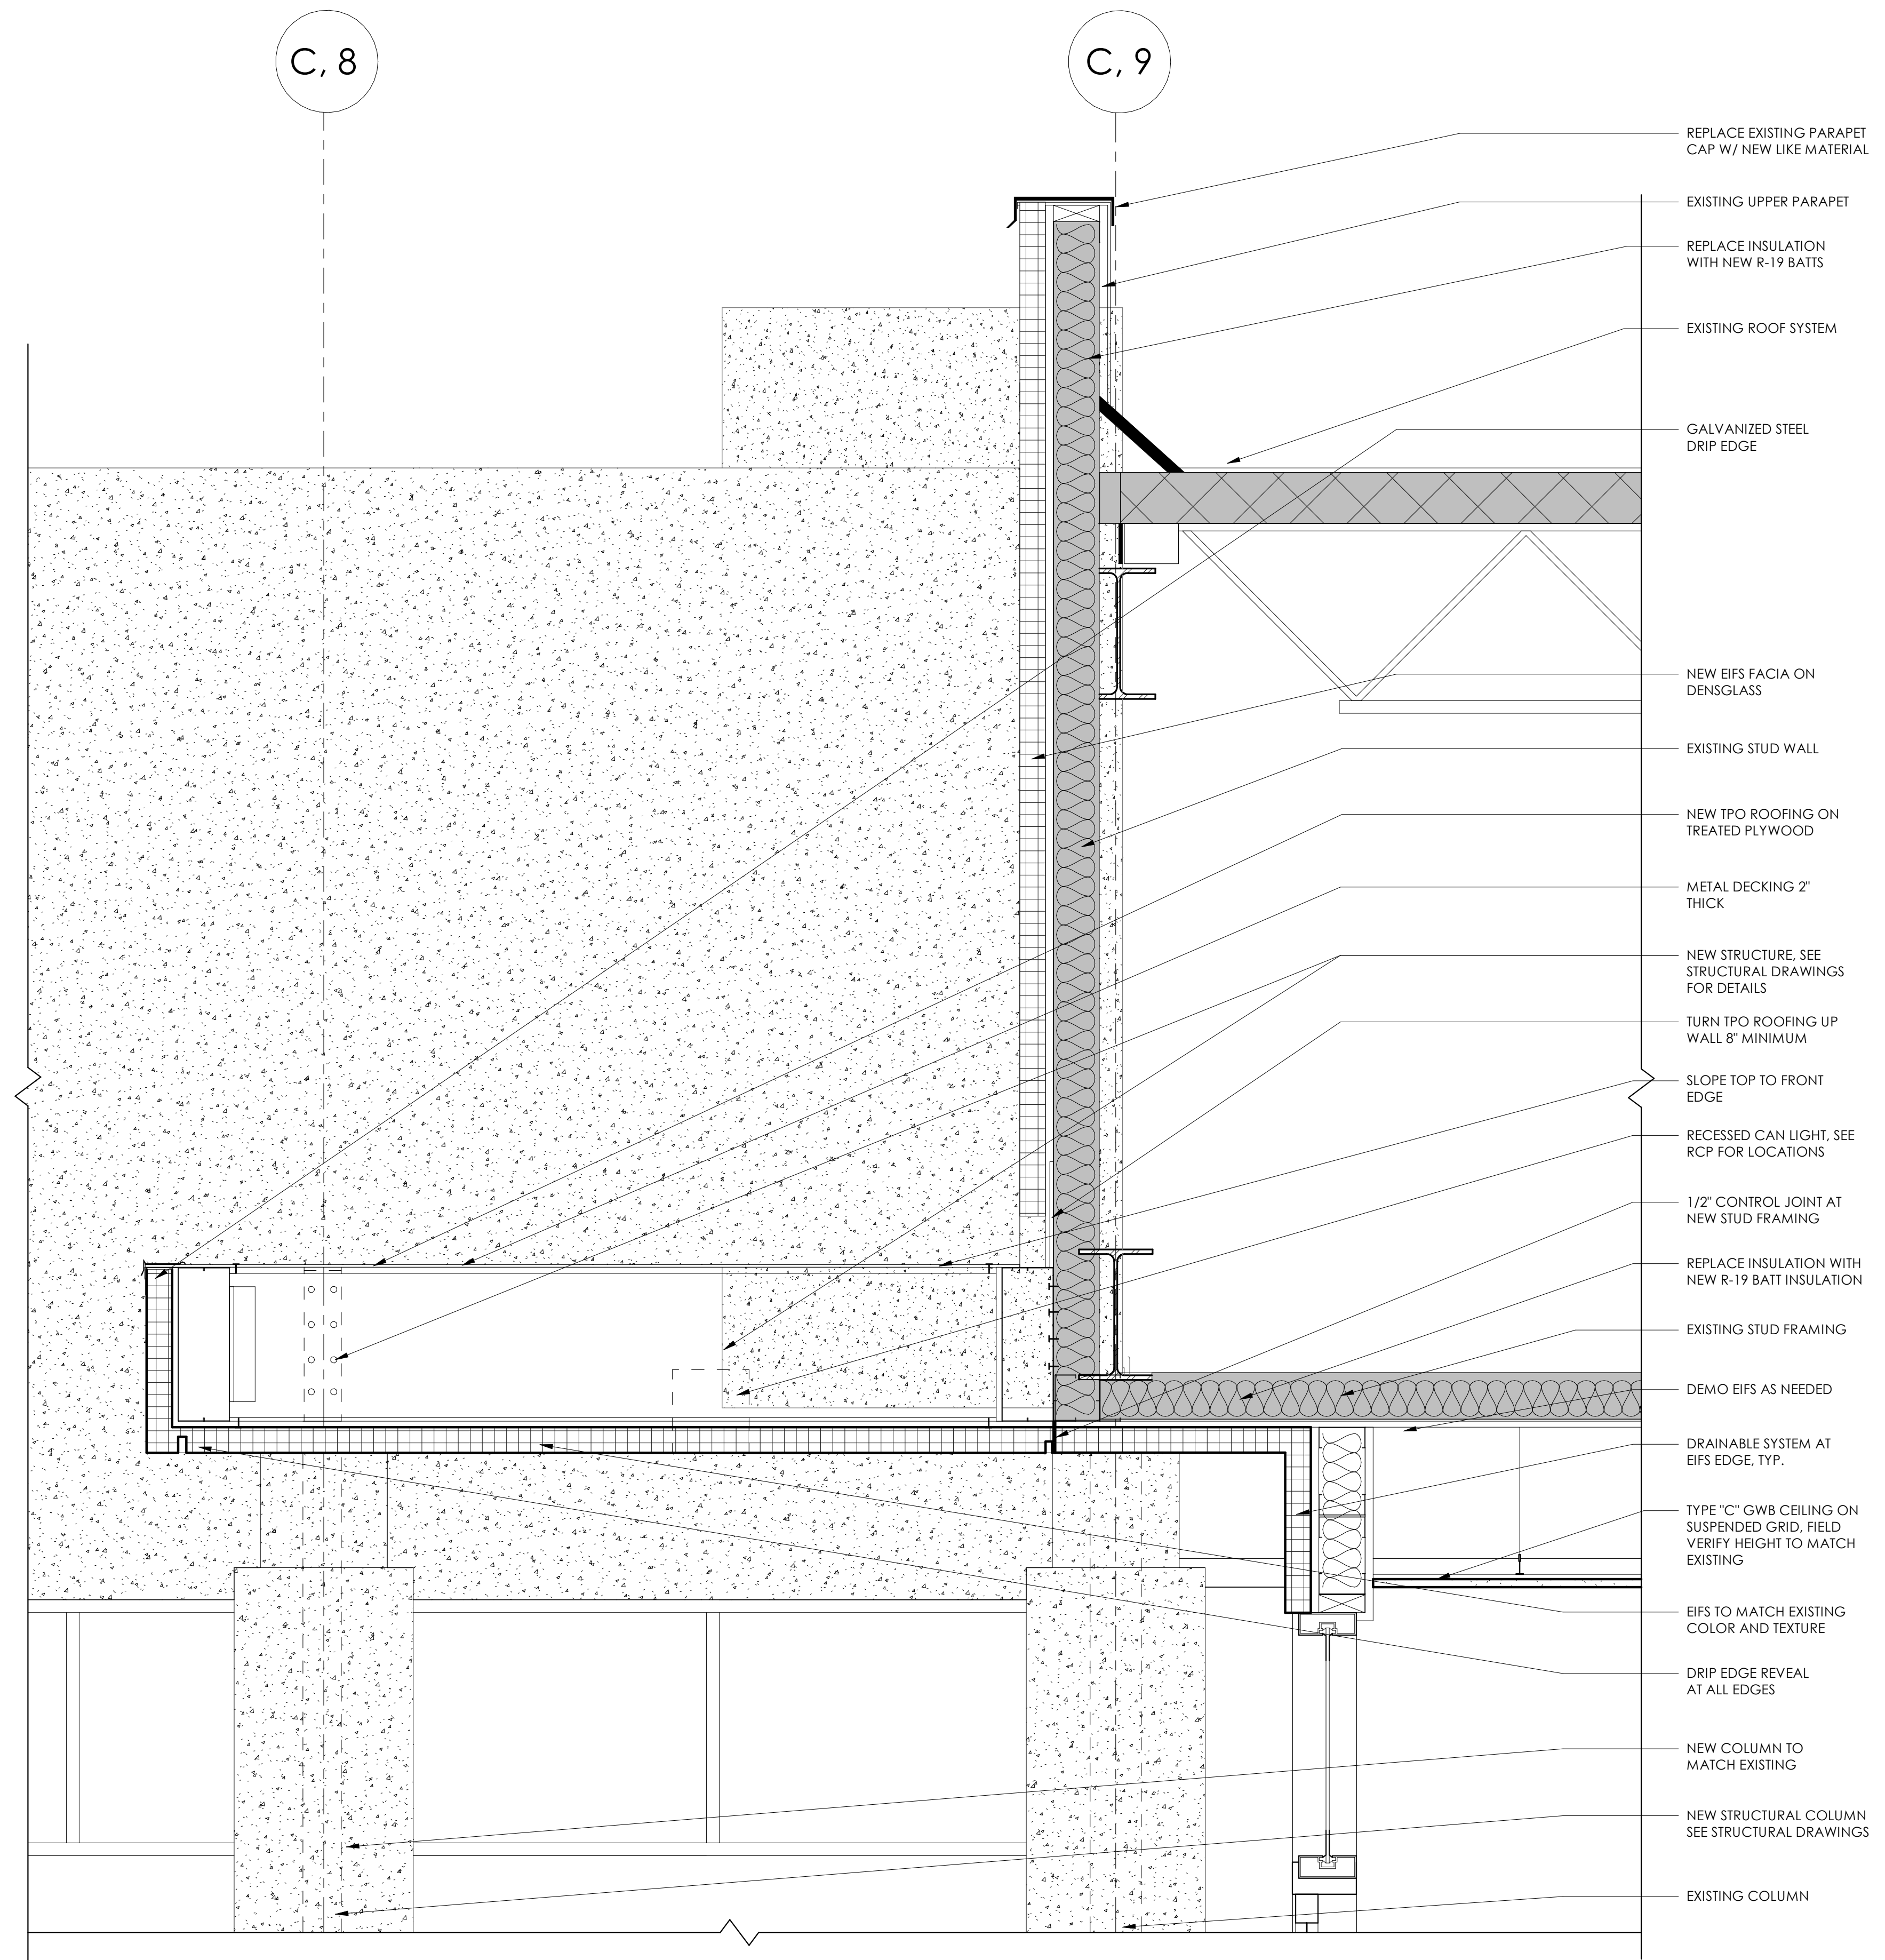 C, 8
C, 9
REPLACE EXISTING PARAPET
CAP W/ NEW LIKE MATERIAL
EXISTING UPPER PARAPET
REPLACE INSULATION
WITH NEW R-19 BATTS
EXISTING ROOF SYSTEM
GALVANIZED STEEL
DRIP EDGE
NEW EIFS FACIA ON
DENSGLASS
EXISTING STUD WALL
NEW TPO ROOFING ON
TREATED PLYWOOD
METAL DECKING 2"
THICK
NEW STRUCTURE, SEE
STRUCTURAL DRAWINGS
FOR DETAILS
TURN TPO ROOFING UP
WALL 8" MINIMUM
SLOPE TOP TO FRONT
EDGE
RECESSED CAN LIGHT, SEE
RCP FOR LOCATIONS
1/2" CONTROL JOINT AT
NEW STUD FRAMING
REPLACE INSULATION WITH
NEW R-19 BATT INSULATION
EXISTING STUD FRAMING
DEMO EIFS AS NEEDED
DRAINABLE SYSTEM AT
EIFS EDGE, TYP.
TYPE "C" GWB CEILING ON
SUSPENDED GRID, FIELD
VERIFY HEIGHT TO MATCH
EXISTING
EIFS TO MATCH EXISTING
COLOR AND TEXTURE
DRIP EDGE REVEAL
AT ALL EDGES
NEW COLUMN TO
MATCH EXISTING
NEW STRUCTURAL COLUMN
SEE STRUCTURAL DRAWINGS
EXISTING COLUMN